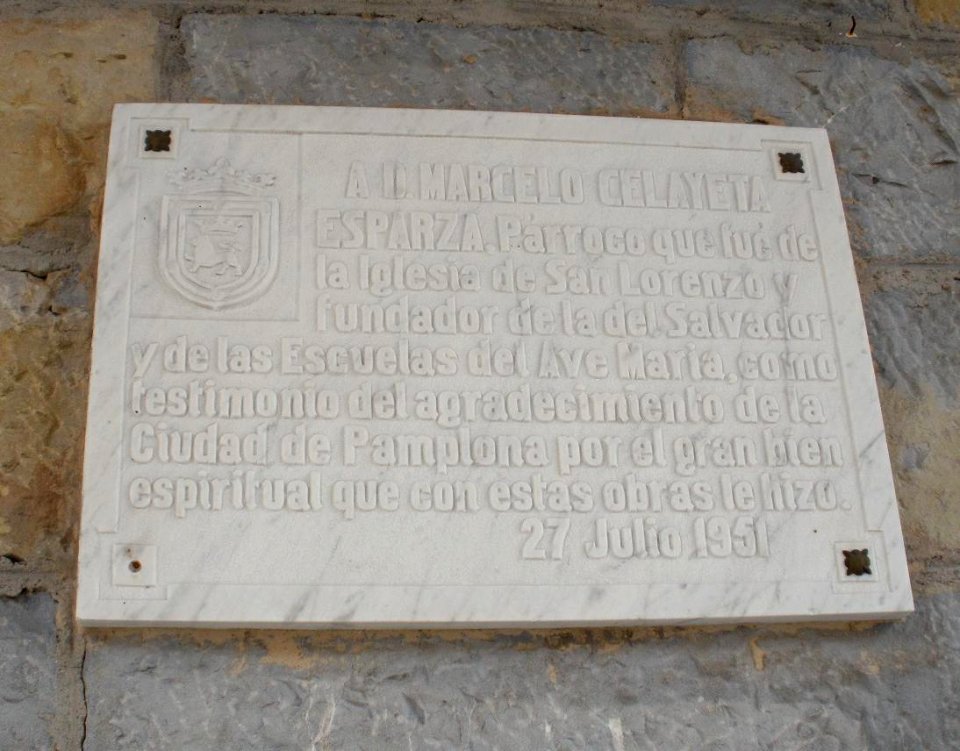 A D. MARCELO CELAYETA
ESPARZA. Párroco que fué de
la Iglesia de San Lorenzo y
fundador de la del Salvador
y de las Escuelas del Ave Maria, como
testimonio del agradecimiento de la
Ciudad de Pamplona por el gran bien
espiritual que con estas obras le hizo.
27 Julio 1951